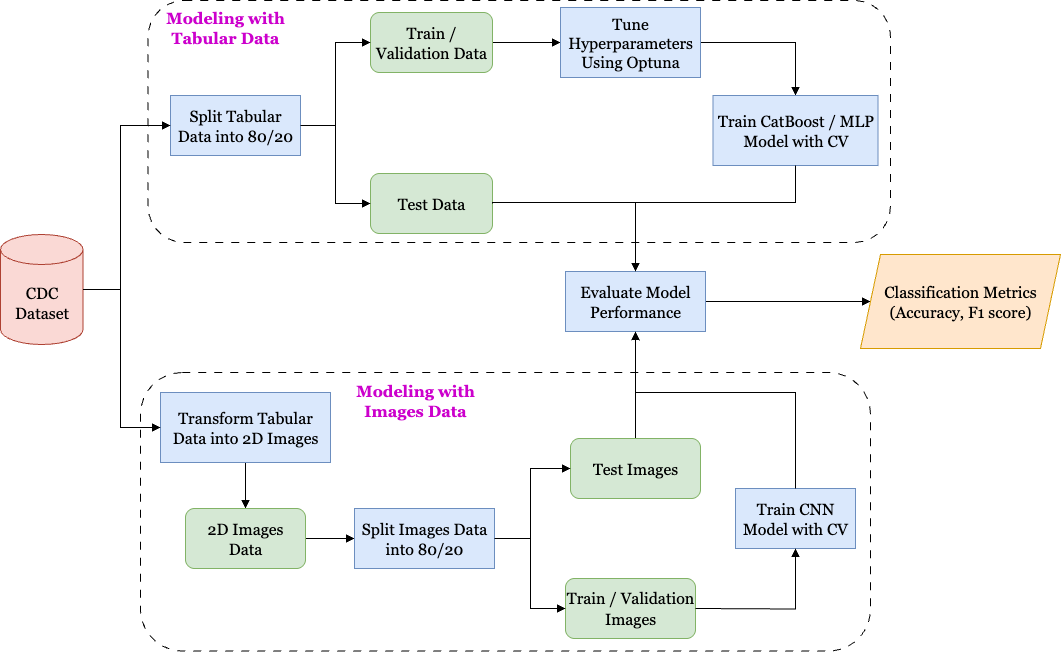 Modeling with
Tabular Data
Train /
Validation Data
Tune
Hyperparameters
Using Optuna
Split Tabular
Data into 80/20
Train CatBoost / MLP
Model with CV
Test Data
CDC
Dataset
Evaluate Model
Performance
Classification Metrics
(Accuracy, F1 score)
Modeling with
Images Data
Transform Tabular
Data into 2D Images
Test Images
2D Images
Data
Split Images Data
into 80/20
Train CNN
Model with CV
Train / Validation
Images